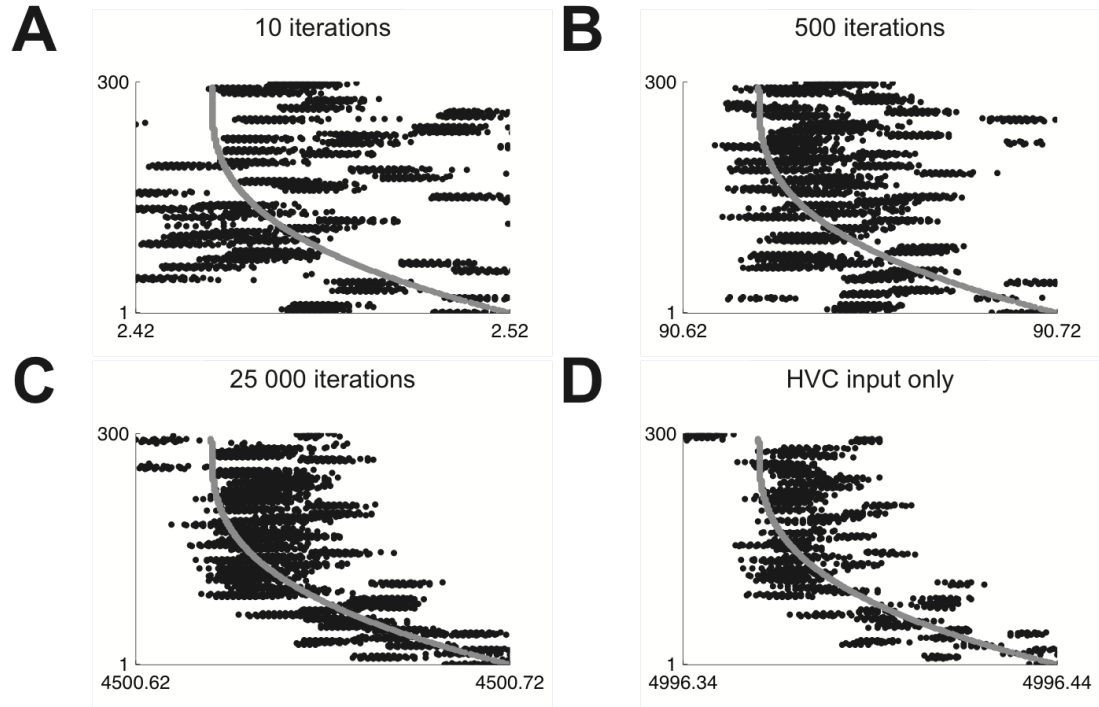 A
10 iterations
300
1
2.42
2.52
B
500 iterations
300
1
90.62
90.72
C
25 000 iterations
300
1
4500.62
4500.72
D
HVC input only
300
1
4996.34
4996.44